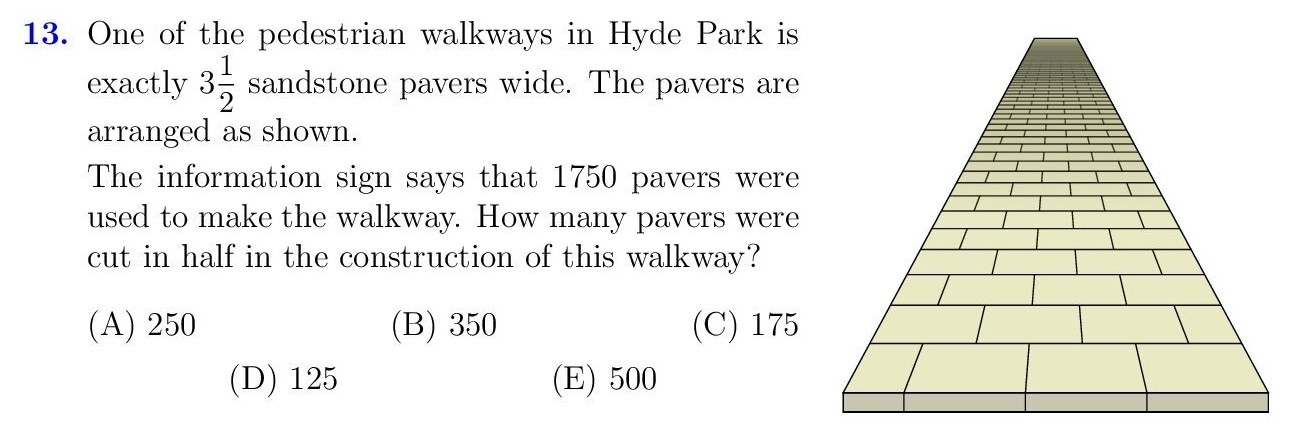 13. One of the pedestrian walkways in Hyde Park is
exactly 3 1/2 sandstone pavers wide. The pavers are
arranged as shown.
The information sign says that 1750 pavers were
used to make the walkway. How many pavers were
cut in half in the construction of this walkway?
(A) 250 (B) 350 (C) 175
(D) 125 (E) 500